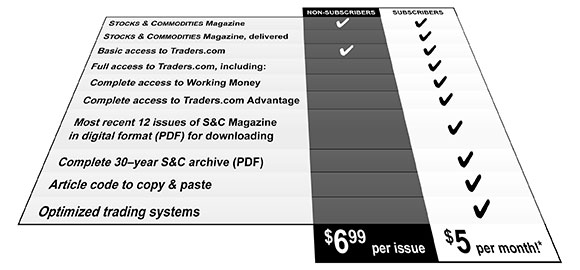 NON-SUBSCRIBERS SUBSCRIBERS
STOCKS & COMMODITIES Magazine
STOCKS & COMMODITIES Magazine, delivered
Basic access to Traders.com
Full access to Traders.com, including:
Complete access to Working Money
Complete access to Traders.com Advantage
Most recent 12 issues of S&C Magazine
in digital format (PDF) for downloading
Complete 30–year S&C archive (PDF)
Article code to copy & paste
Optimized trading systems
$6⁹⁹ per issue $5 per month!*